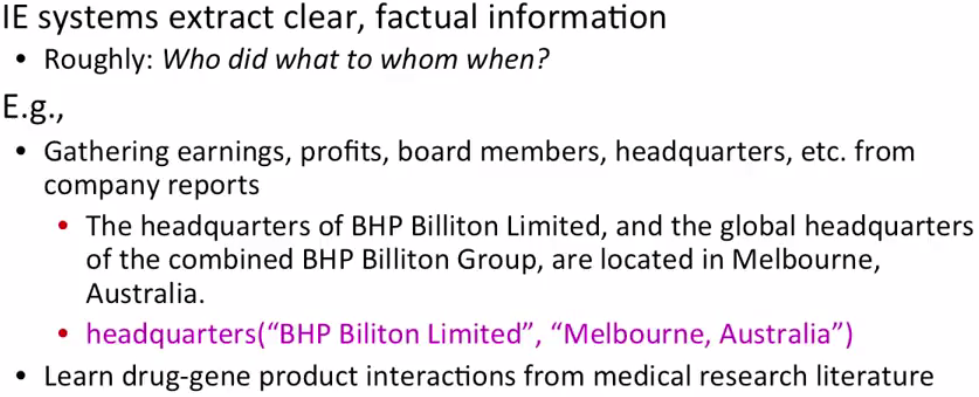 IE systems extract clear, factual information
• Roughly: Who did what to whom when?
E.g.,
• Gathering earnings, profits, board members, headquarters, etc. from
company reports
• The headquarters of BHP Billiton Limited, and the global headquarters
of the combined BHP Billiton Group, are located in Melbourne,
Australia.
• headquarters(“BHP Biliton Limited”, “Melbourne, Australia”)
• Learn drug-gene product interactions from medical research literature